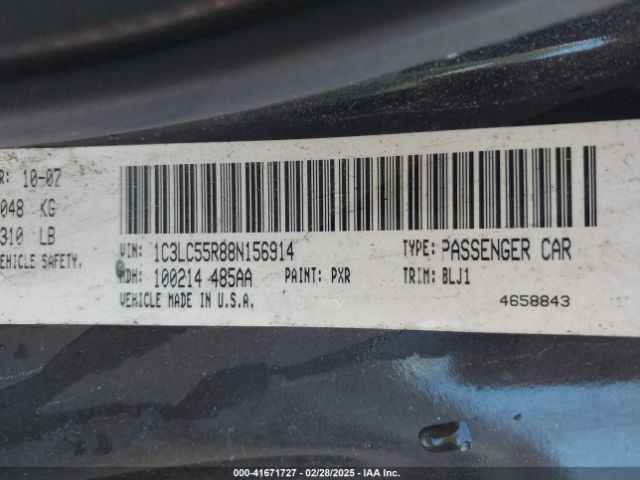 R: 10-07
048 KG
310 LB
EHICLE SAFETY.
VIN: 1C3LC55R88N156914 TYPE: PASSENGER CAR
MDH: 100214 485AA PAINT: PXR TRIM: BLJ1
VEHICLE MADE IN U.S.A. 4658843
000-41671727 | 02/28/2025 | IAA Inc.